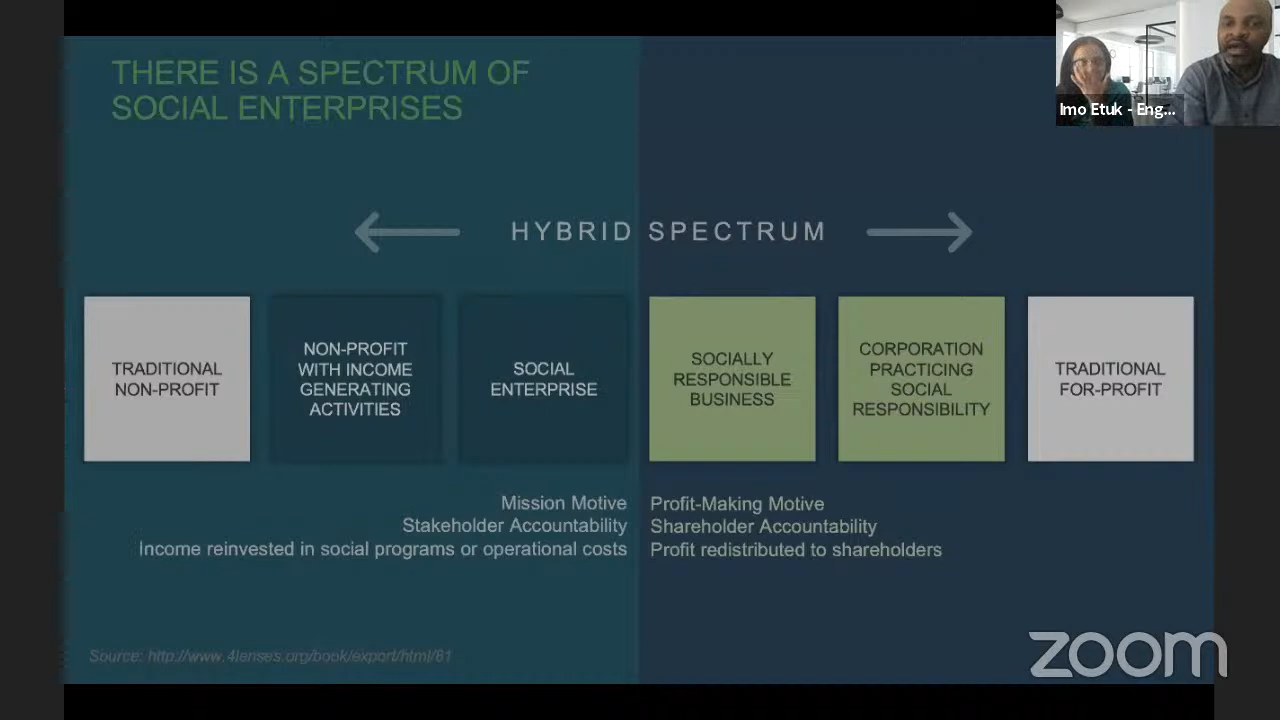 THERE IS A SPECTRUM OF
SOCIAL ENTERPRISES
Imo Etuk - Eng...
HYBRID SPECTRUM
TRADITIONAL
NON-PROFIT
NON-PROFIT
WITH INCOME
GENERATING
ACTIVITIES
SOCIAL
ENTERPRISE
SOCIALLY
RESPONSIBLE
BUSINESS
CORPORATION
PRACTICING
SOCIAL
RESPONSIBILITY
TRADITIONAL
FOR-PROFIT
Mission Motive
Stakeholder Accountability
Income reinvested in social programs or operational costs
Profit-Making Motive
Shareholder Accountability
Profit redistributed to shareholders
Source: http://www.4lenses.org/book/export/html/81
zoom